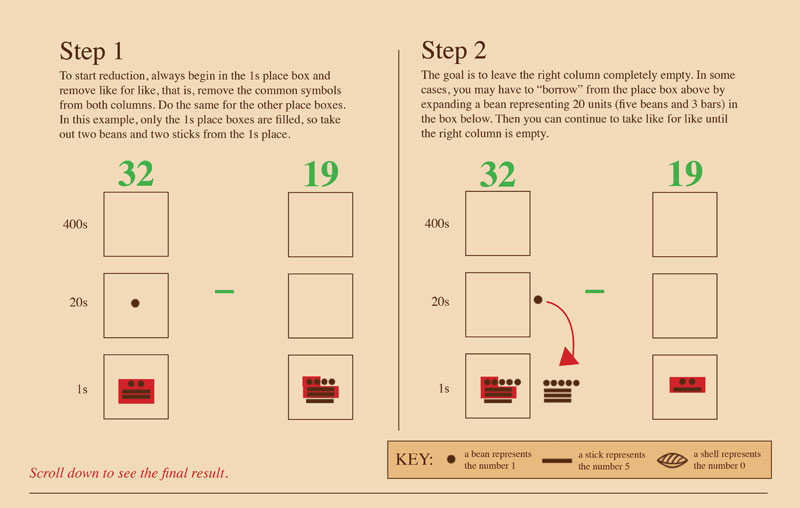 Step 1
To start reduction, always begin in the 1s place box and
remove like for like, that is, remove the common symbols
from both columns. Do the same for the other place boxes.
In this example, only the 1s place boxes are filled, so take
out two beans and two sticks from the 1s place.
32
19
400s
20s
–
1s
Scroll down to see the final result.
Step 2
The goal is to leave the right column completely empty. In some
cases, you may have to “borrow” from the place box above by
expanding a bean representing 20 units (five beans and 3 bars) in
the box below. Then you can continue to take like for like until
the right column is empty.
32
19
400s
20s
–
1s
KEY:
a bean represents
the number 1
a stick represents
the number 5
a shell represents
the number 0